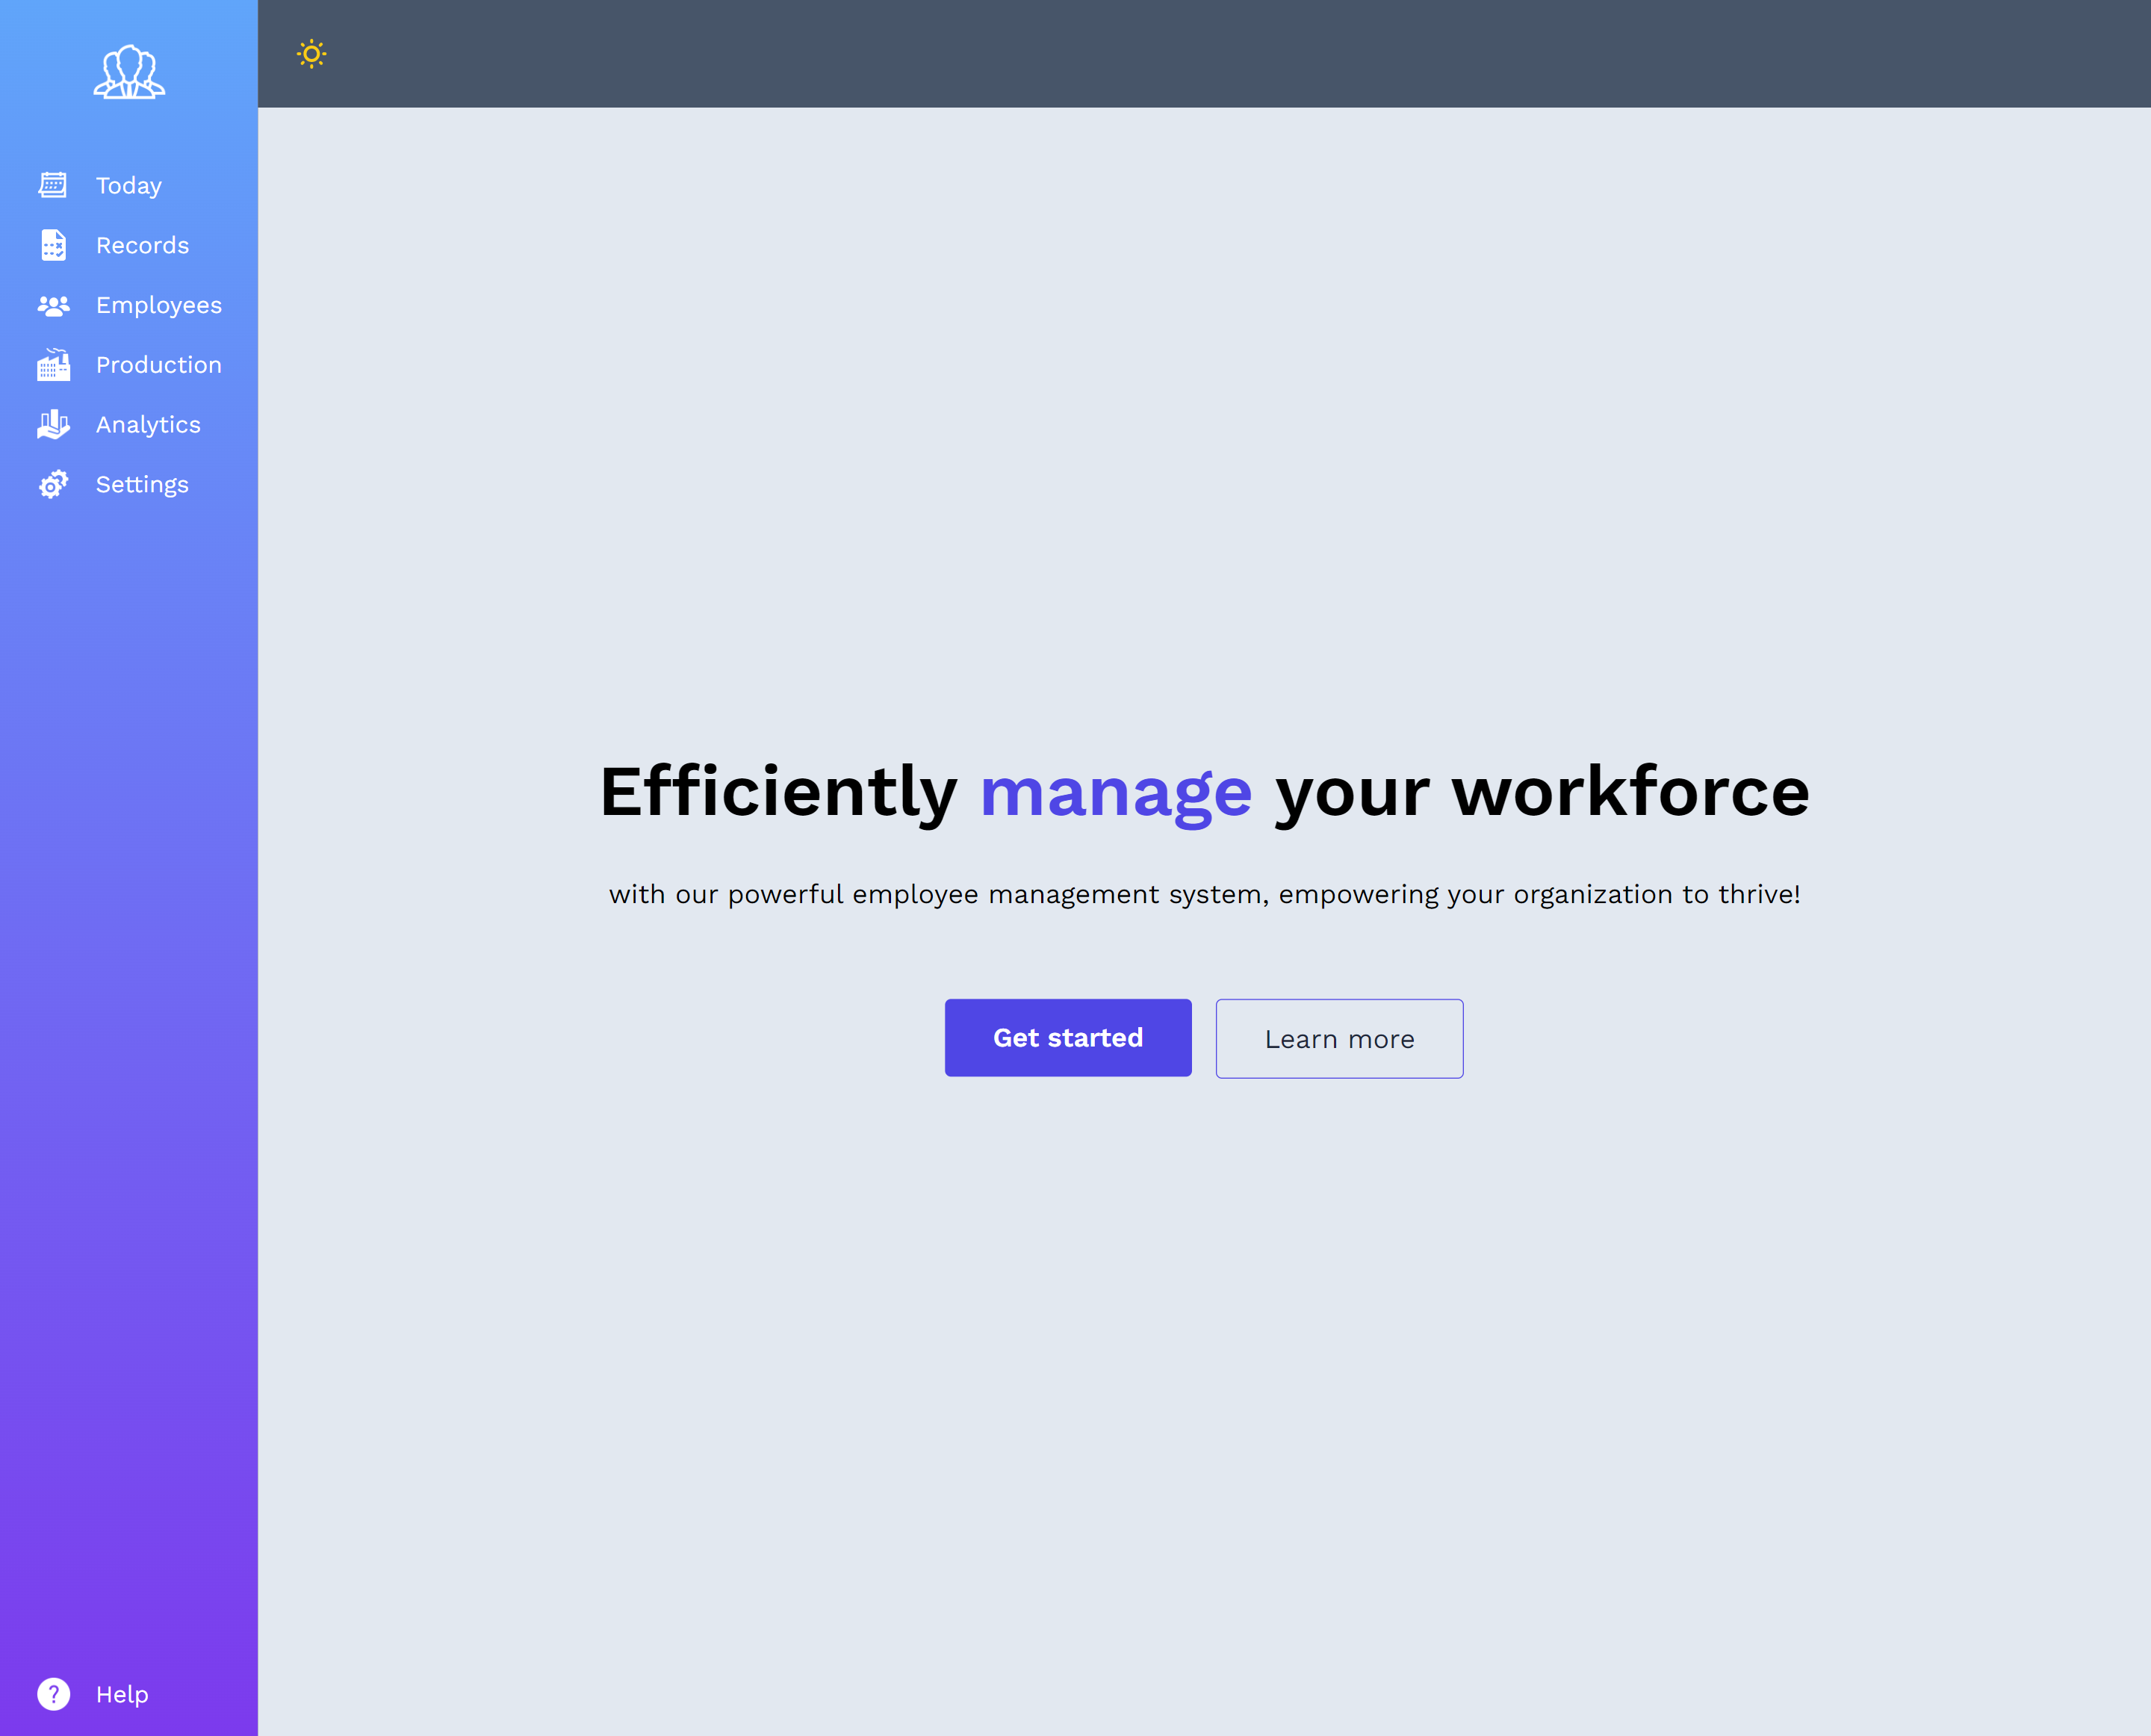 Today
Records
Employees
Production
Analytics
Settings
Help
Efficiently manage your workforce
with our powerful employee management system, empowering your organization to thrive!
Get started
Learn more